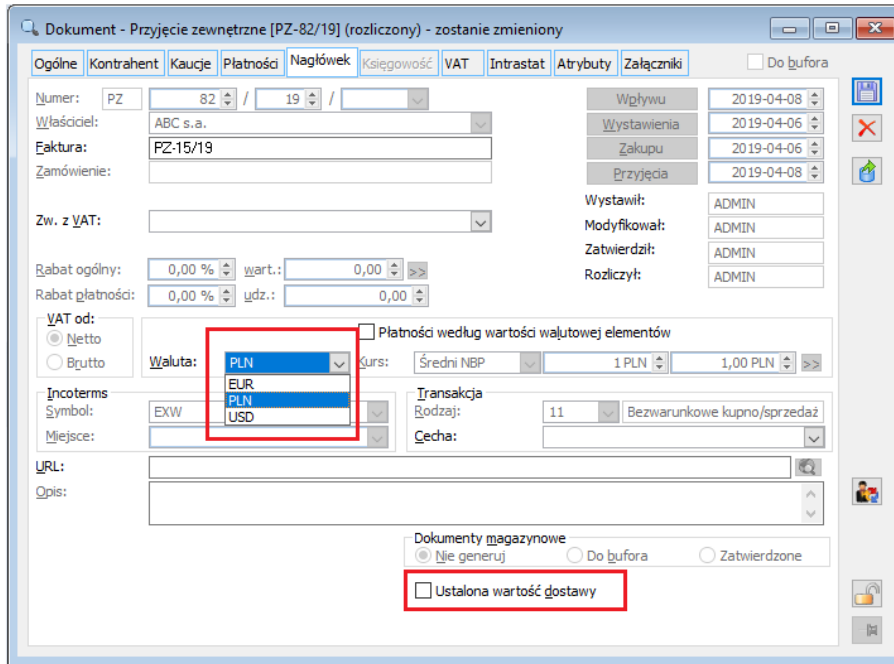 Dokument - Przyjęcie zewnętrzne [PZ-82/19] (rozliczony) - zostanie zmieniony
Ogólne Kontrahent Kaucje Płatności Nagłówek Księgowość VAT Intrastat Atrybuty Załączniki Do bufora
Numer: PZ 82 / 19 / Wpływu 2019-04-08
Właściciel: ABC s.a. Wystawienia 2019-04-06
Faktura: PZ-15/19 Zakupu 2019-04-06
Zamówienie: Przyjęcia 2019-04-08
Wystawił: ADMIN
Zw. z VAT: Modyfikował: ADMIN
Zatwierdził: ADMIN
Rabat ogólny: 0,00 % wart.: 0,00 >> Rozliczył: ADMIN
Rabat płatności: 0,00 % udz.: 0,00
VAT od:
Netto Płatności według wartości walutowej elementów
Brutto Waluta: PLN Kurs: Średni NBP 1 PLN 1,00 PLN >>
EUR
PLN
USD
Incoterms Transakcja
Symbol: EXW Rodzaj: 11 Bezwarunkowe kupno/sprzedaż
Miejsce: Cecha:
URL:
Opis:
Dokumenty magazynowe
Nie generuj Do bufora Zatwierdzone
Ustalona wartość dostawy